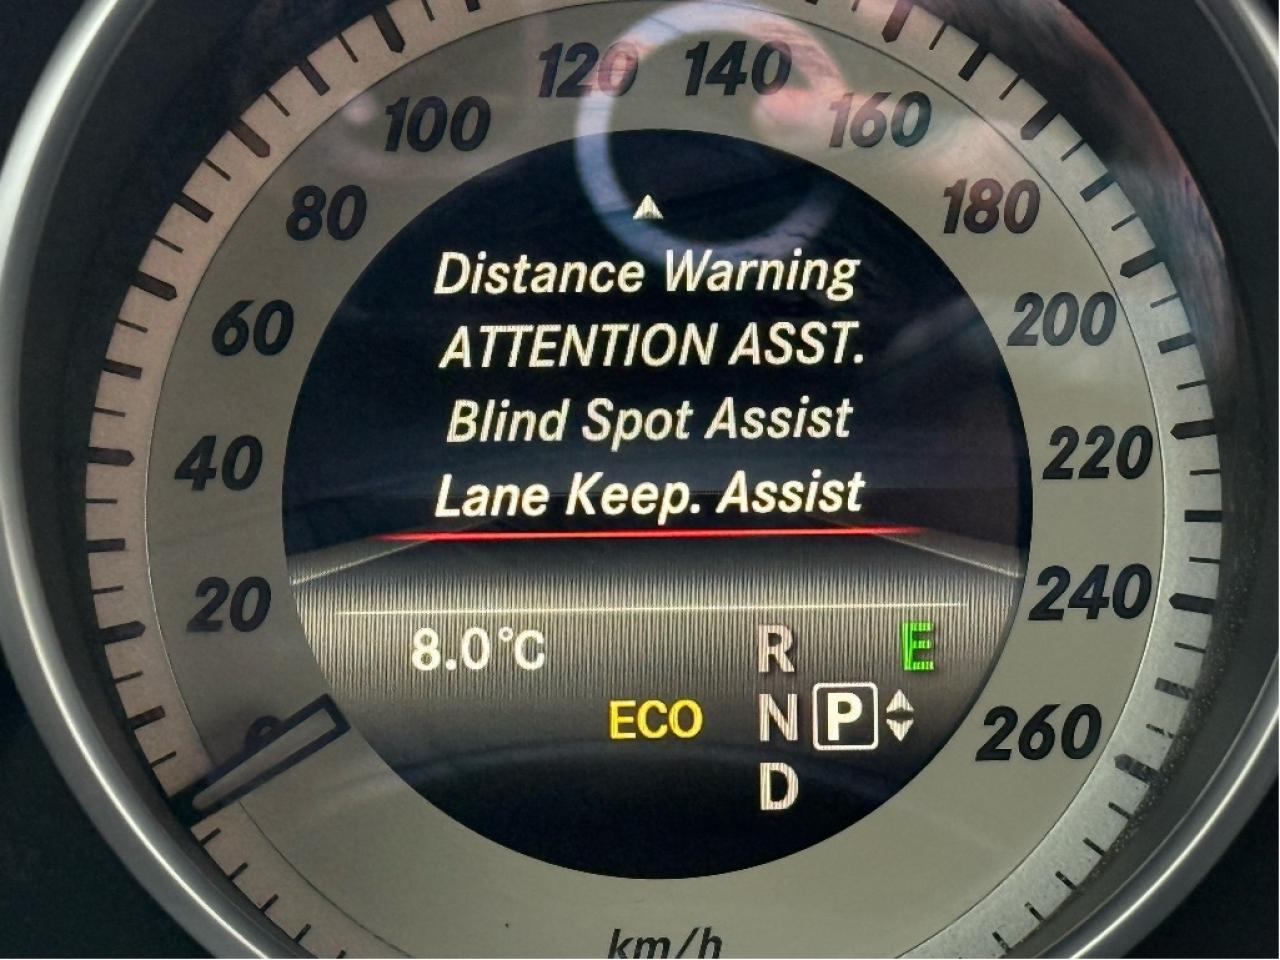 120 140
100 160
80 180
60 200
40 220
20 240
0 260
Distance Warning
ATTENTION ASST.
Blind Spot Assist
Lane Keep. Assist
8.0°C
R E
ECO N P
D
km/h